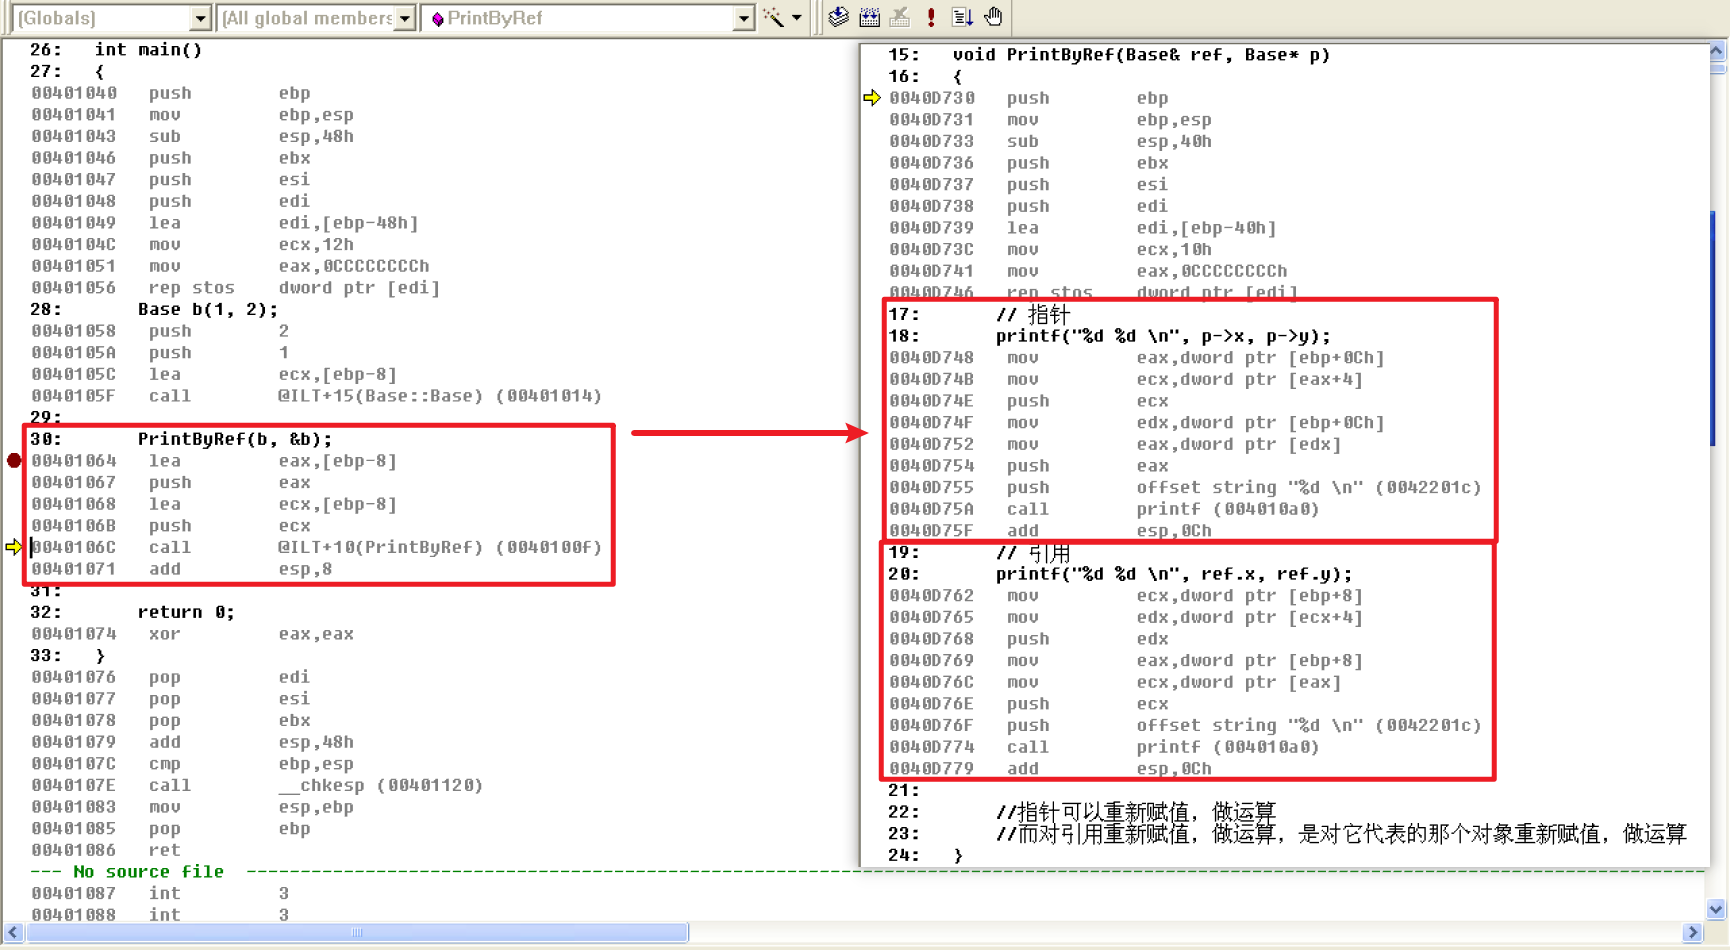 (Globals)
(All global members
PrintByRef
26: int main()
27: {
00401040 push ebp
00401041 mov ebp,esp
00401043 sub esp,48h
00401046 push ebx
00401047 push esi
00401048 push edi
00401049 lea edi,[ebp-48h]
0040104C mov ecx,12h
00401051 mov eax,0CCCCCCCCh
00401056 rep stos dword ptr [edi]
28: Base b(1, 2);
00401058 push 2
0040105A push 1
0040105C lea ecx,[ebp-8]
0040105F call @ILT+15(Base::Base) (00401014)
29:
30: PrintByRef(b, &b);
00401064 lea eax,[ebp-8]
00401067 push eax
00401068 lea ecx,[ebp-8]
0040106B push ecx
0040106C call @ILT+10(PrintByRef) (0040100f)
00401071 add esp,8
31:
32: return 0;
00401074 xor eax,eax
33: }
00401076 pop edi
00401077 pop esi
00401078 pop ebx
00401079 add esp,48h
0040107C cmp ebp,esp
0040107E call __chkesp (00401120)
00401083 mov esp,ebp
00401085 pop ebp
00401086 ret
--- No source file
00401087 int 3
00401088 int 3
15: void PrintByRef(Base& ref, Base* p)
16: {
0040D730 push ebp
0040D731 mov ebp,esp
0040D733 sub esp,40h
0040D736 push ebx
0040D737 push esi
0040D738 push edi
0040D739 lea edi,[ebp-40h]
0040D73C mov ecx,10h
0040D741 mov eax,0CCCCCCCCh
0040D746 rep stos dword ptr [edi]
17: // 指针
18: printf("%d %d \n", p->x, p->y);
0040D748 mov eax,dword ptr [ebp+0Ch]
0040D74B mov ecx,dword ptr [eax+4]
0040D74E push ecx
0040D74F mov edx,dword ptr [ebp+0Ch]
0040D752 mov eax,dword ptr [edx]
0040D754 push eax
0040D755 push offset string "%d \n" (0042201c)
0040D75A call printf (004010a0)
0040D75F add esp,0Ch
19: // 引用
20: printf("%d %d \n", ref.x, ref.y);
0040D762 mov ecx,dword ptr [ebp+8]
0040D765 mov edx,dword ptr [ecx+4]
0040D768 push edx
0040D769 mov eax,dword ptr [ebp+8]
0040D76C mov ecx,dword ptr [eax]
0040D76E push ecx
0040D76F push offset string "%d \n" (0042201c)
0040D774 call printf (004010a0)
0040D779 add esp,0Ch
21:
22: //指针可以重新赋值，做运算
23: //而对引用重新赋值，做运算，是对它代表的那个对象重新赋值，做运算
24: }